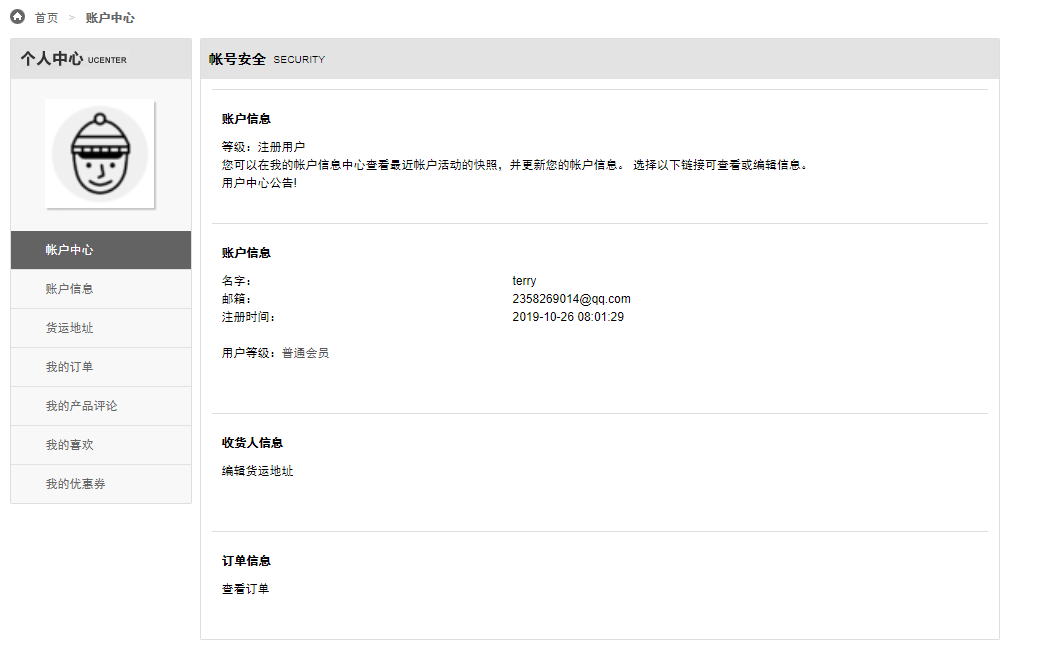 首页 > 账户中心
个人中心 UCENTER
帐户中心
账户信息
货运地址
我的订单
我的产品评论
我的喜欢
我的优惠券
帐号安全 SECURITY
账户信息
等级：注册用户
您可以在我的帐户信息中心查看最近帐户活动的快照，并更新您的帐户信息。 选择以下链接可查看或编辑信息。
用户中心公告!
账户信息
名字： terry
邮箱： 2358269014@qq.com
注册时间： 2019-10-26 08:01:29
用户等级：普通会员
收货人信息
编辑货运地址
订单信息
查看订单